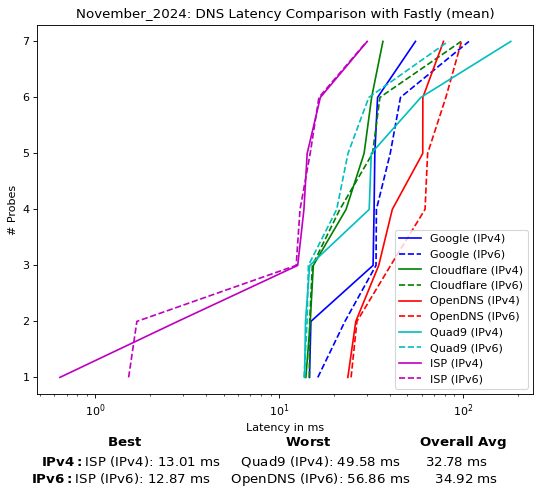 November_2024: DNS Latency Comparison with Fastly (mean)
# Probes
7
6
5
4
3
2
1
Google (IPv4)
Google (IPv6)
Cloudflare (IPv4)
Cloudflare (IPv6)
OpenDNS (IPv4)
OpenDNS (IPv6)
Quad9 (IPv4)
Quad9 (IPv6)
ISP (IPv4)
ISP (IPv6)
10⁰ 10¹ 10²
Latency in ms
Best Worst Overall Avg
IPv4: ISP (IPv4): 13.01 ms Quad9 (IPv4): 49.58 ms 32.78 ms
IPv6: ISP (IPv6): 12.87 ms OpenDNS (IPv6): 56.86 ms 34.92 ms